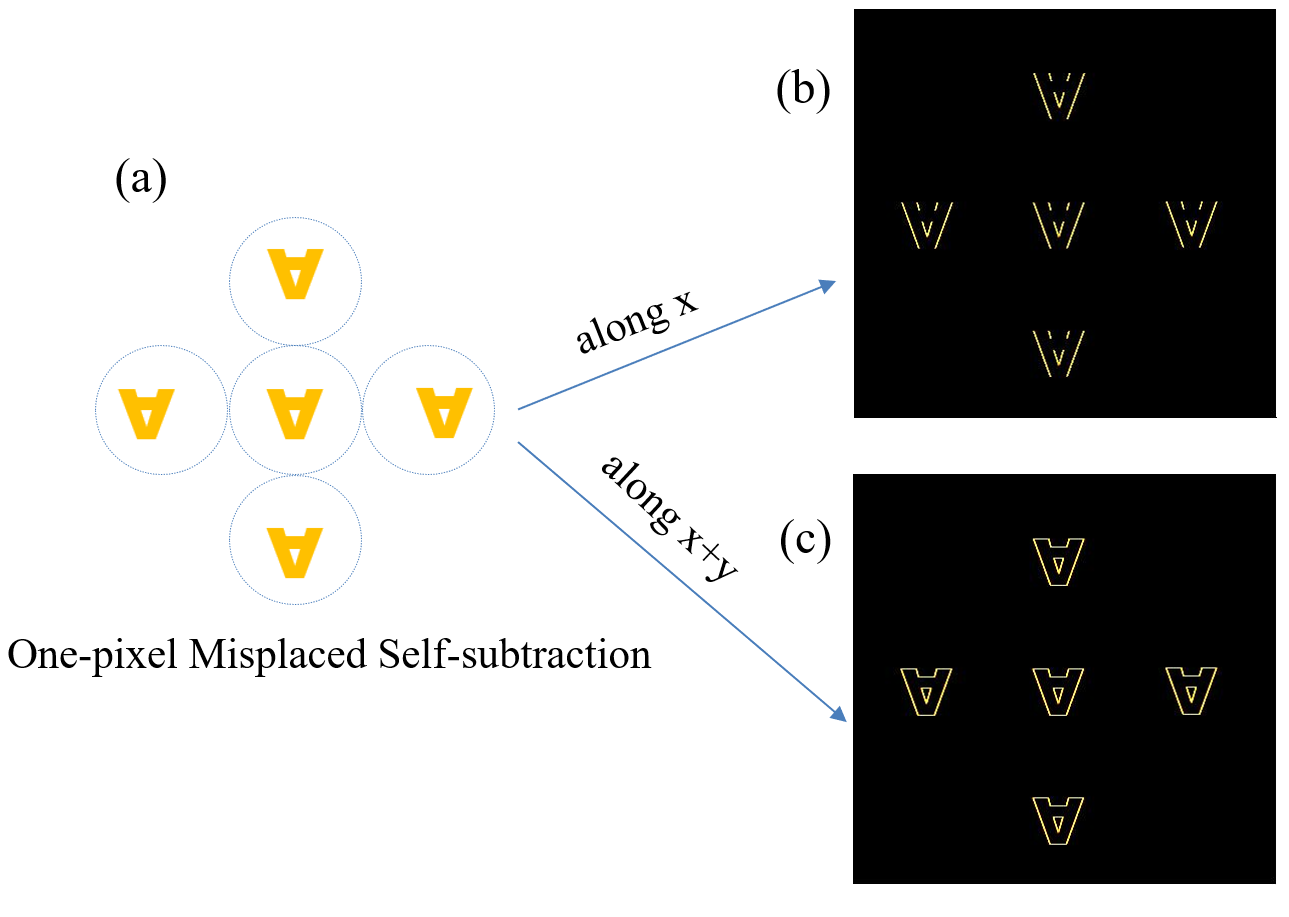 (a)
∀
∀ ∀ ∀
∀
One-pixel Misplaced Self-subtraction
along x
along x+y
(b)
∀
∀ ∀ ∀
∀
(c)
∀
∀ ∀ ∀
∀